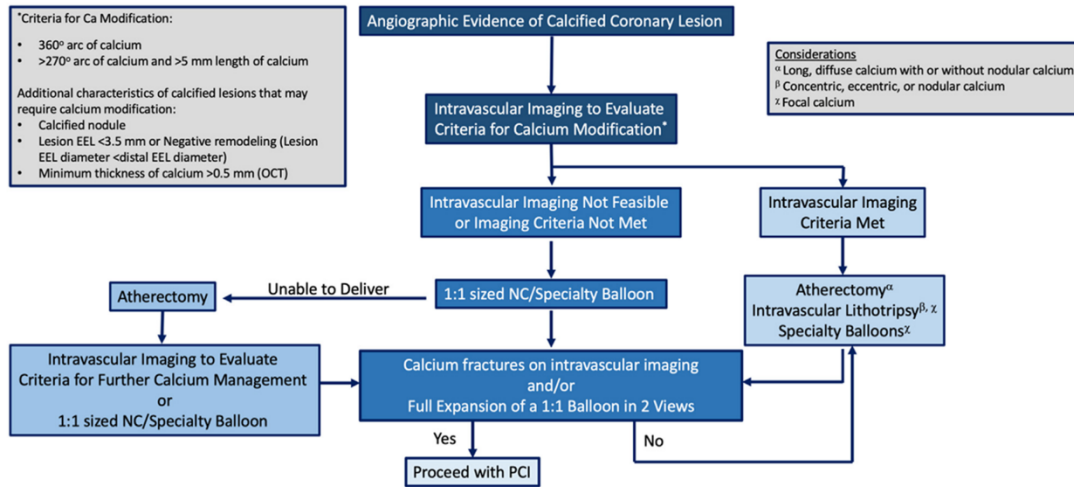 *Criteria for Ca Modification:
• 360° arc of calcium
• >270° arc of calcium and >5 mm length of calcium
Additional characteristics of calcified lesions that may
require calcium modification:
• Calcified nodule
• Lesion EEL <3.5 mm or Negative remodeling (Lesion
EEL diameter <distal EEL diameter)
• Minimum thickness of calcium >0.5 mm (OCT)
Angiographic Evidence of Calcified Coronary Lesion
Considerations
α Long, diffuse calcium with or without nodular calcium
β Concentric, eccentric, or nodular calcium
χ Focal calcium
Intravascular Imaging to Evaluate
Criteria for Calcium Modification*
Intravascular Imaging Not Feasible
or Imaging Criteria Not Met
Intravascular Imaging
Criteria Met
Atherectomy
Unable to Deliver
1:1 sized NC/Specialty Balloon
Atherectomyα
Intravascular Lithotripsyβ, χ
Specialty Balloonsχ
Intravascular Imaging to Evaluate
Criteria for Further Calcium Management
or
1:1 sized NC/Specialty Balloon
Calcium fractures on intravascular imaging
and/or
Full Expansion of a 1:1 Balloon in 2 Views
Yes
No
Proceed with PCI